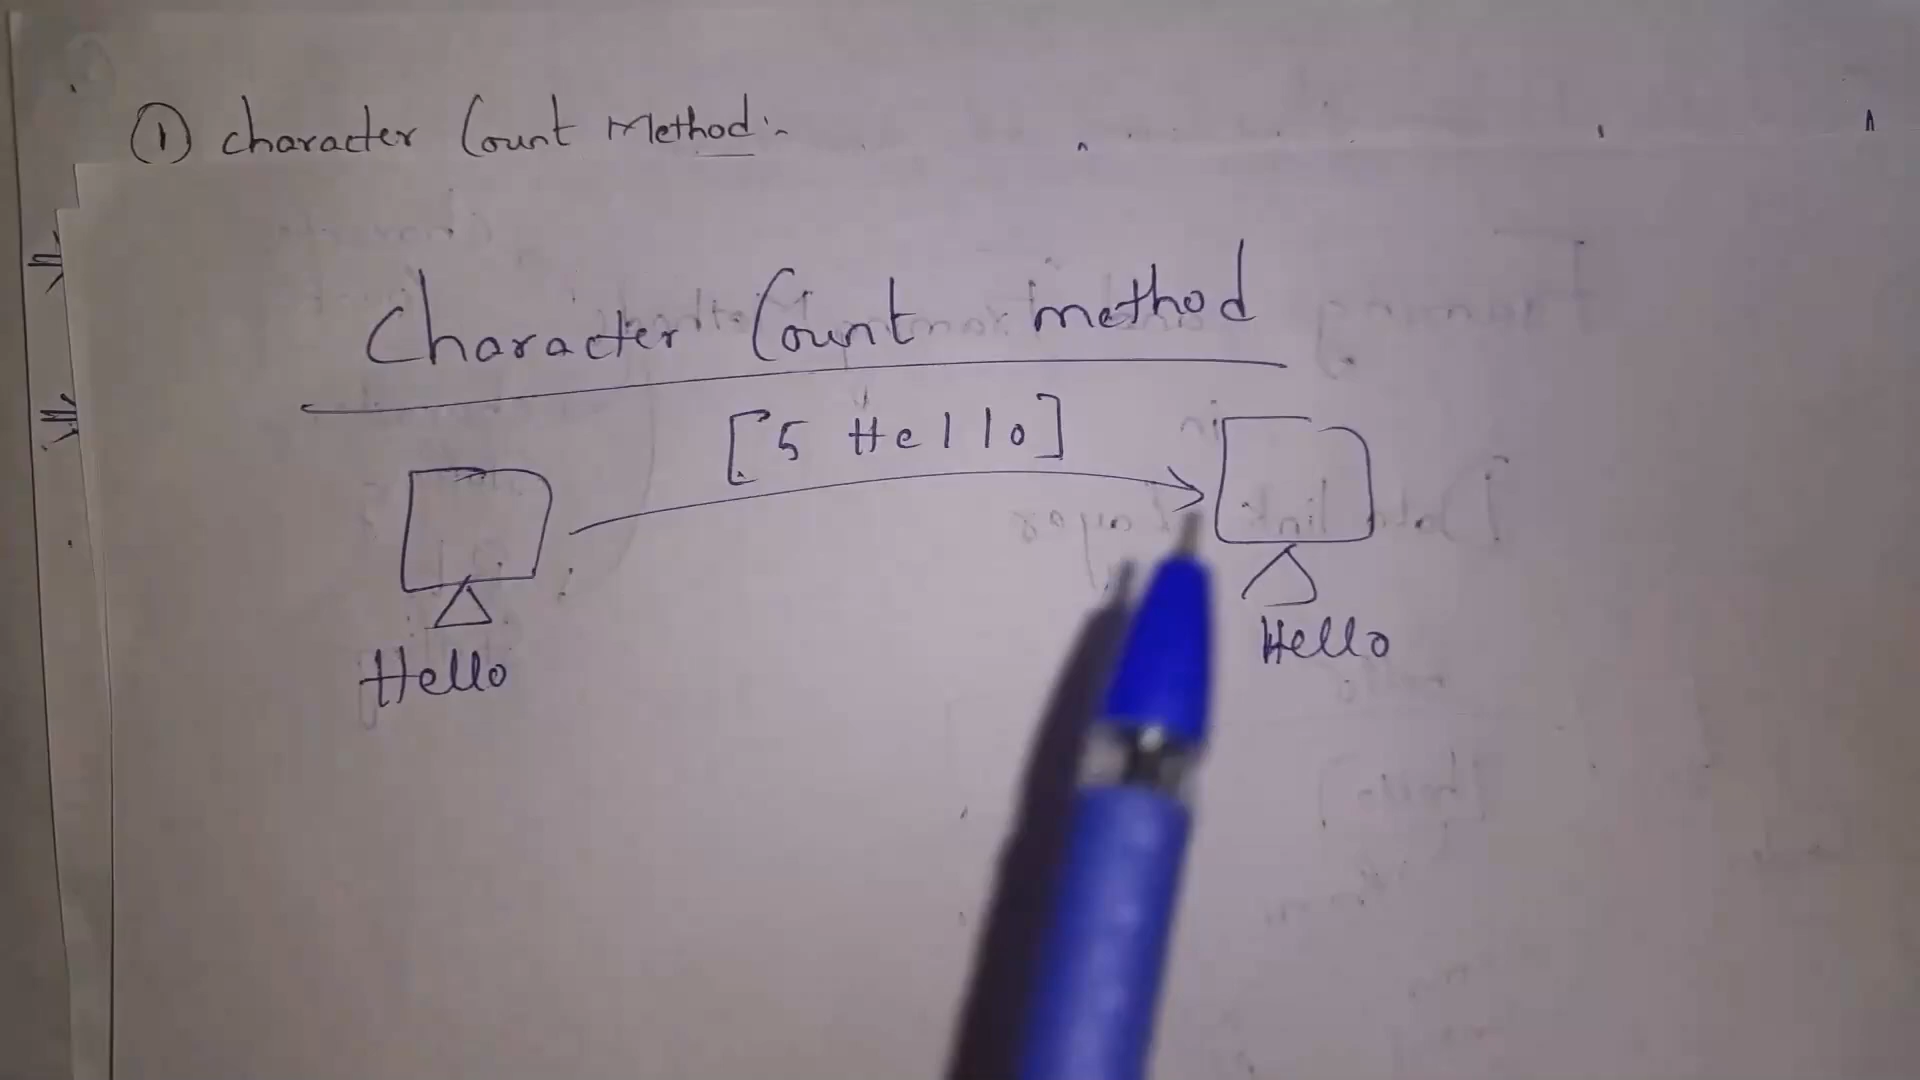 ① character Count Method:-
Character Count method
[5 Hello]
Hello
Hello